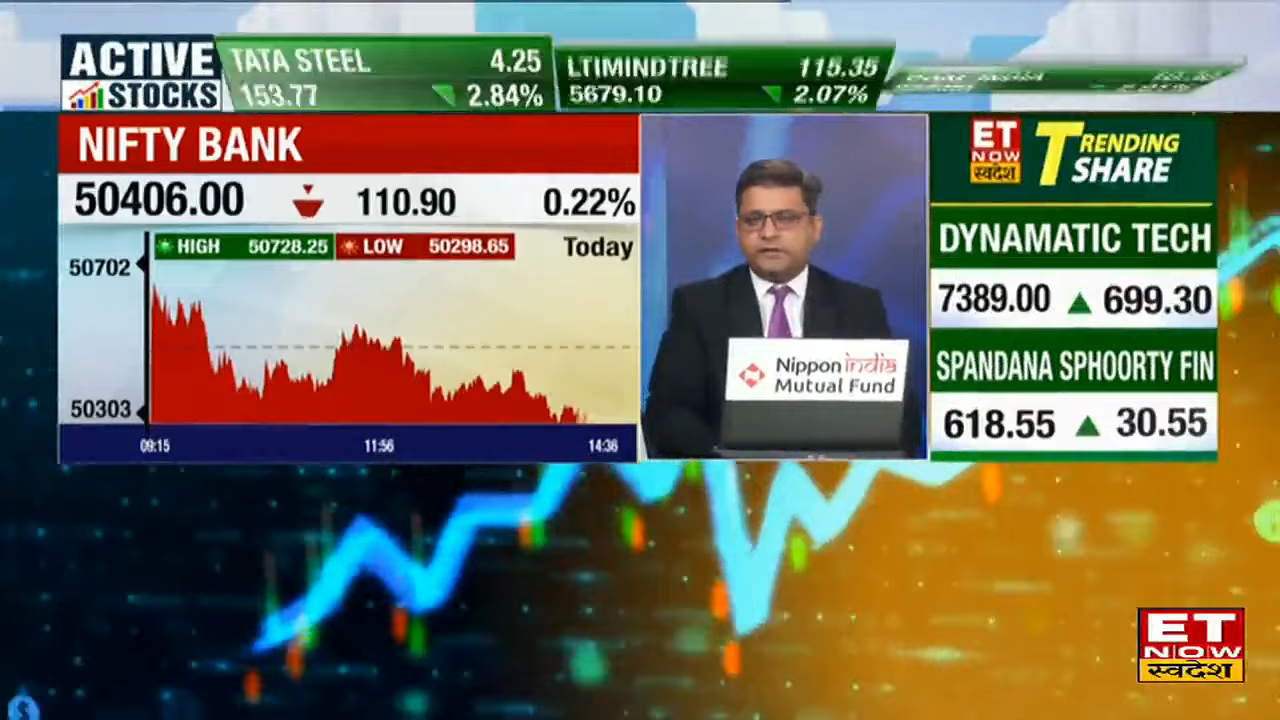 ACTIVE
STOCKS
TATA STEEL 4.25
153.77 2.84%
LTIMINDTREE 115.35
5679.10 2.07%
NIFTY BANK
50406.00 110.90 0.22%
HIGH 50728.25 LOW 50298.65 Today
50702
50303
09:15 11:56 14:36
Nippon india
Mutual Fund
ET
NOW
स्वदेश
TRENDING
SHARE
DYNAMATIC TECH
7389.00 699.30
SPANDANA SPHOORTY FIN
618.55 30.55
ET
NOW
स्वदेश